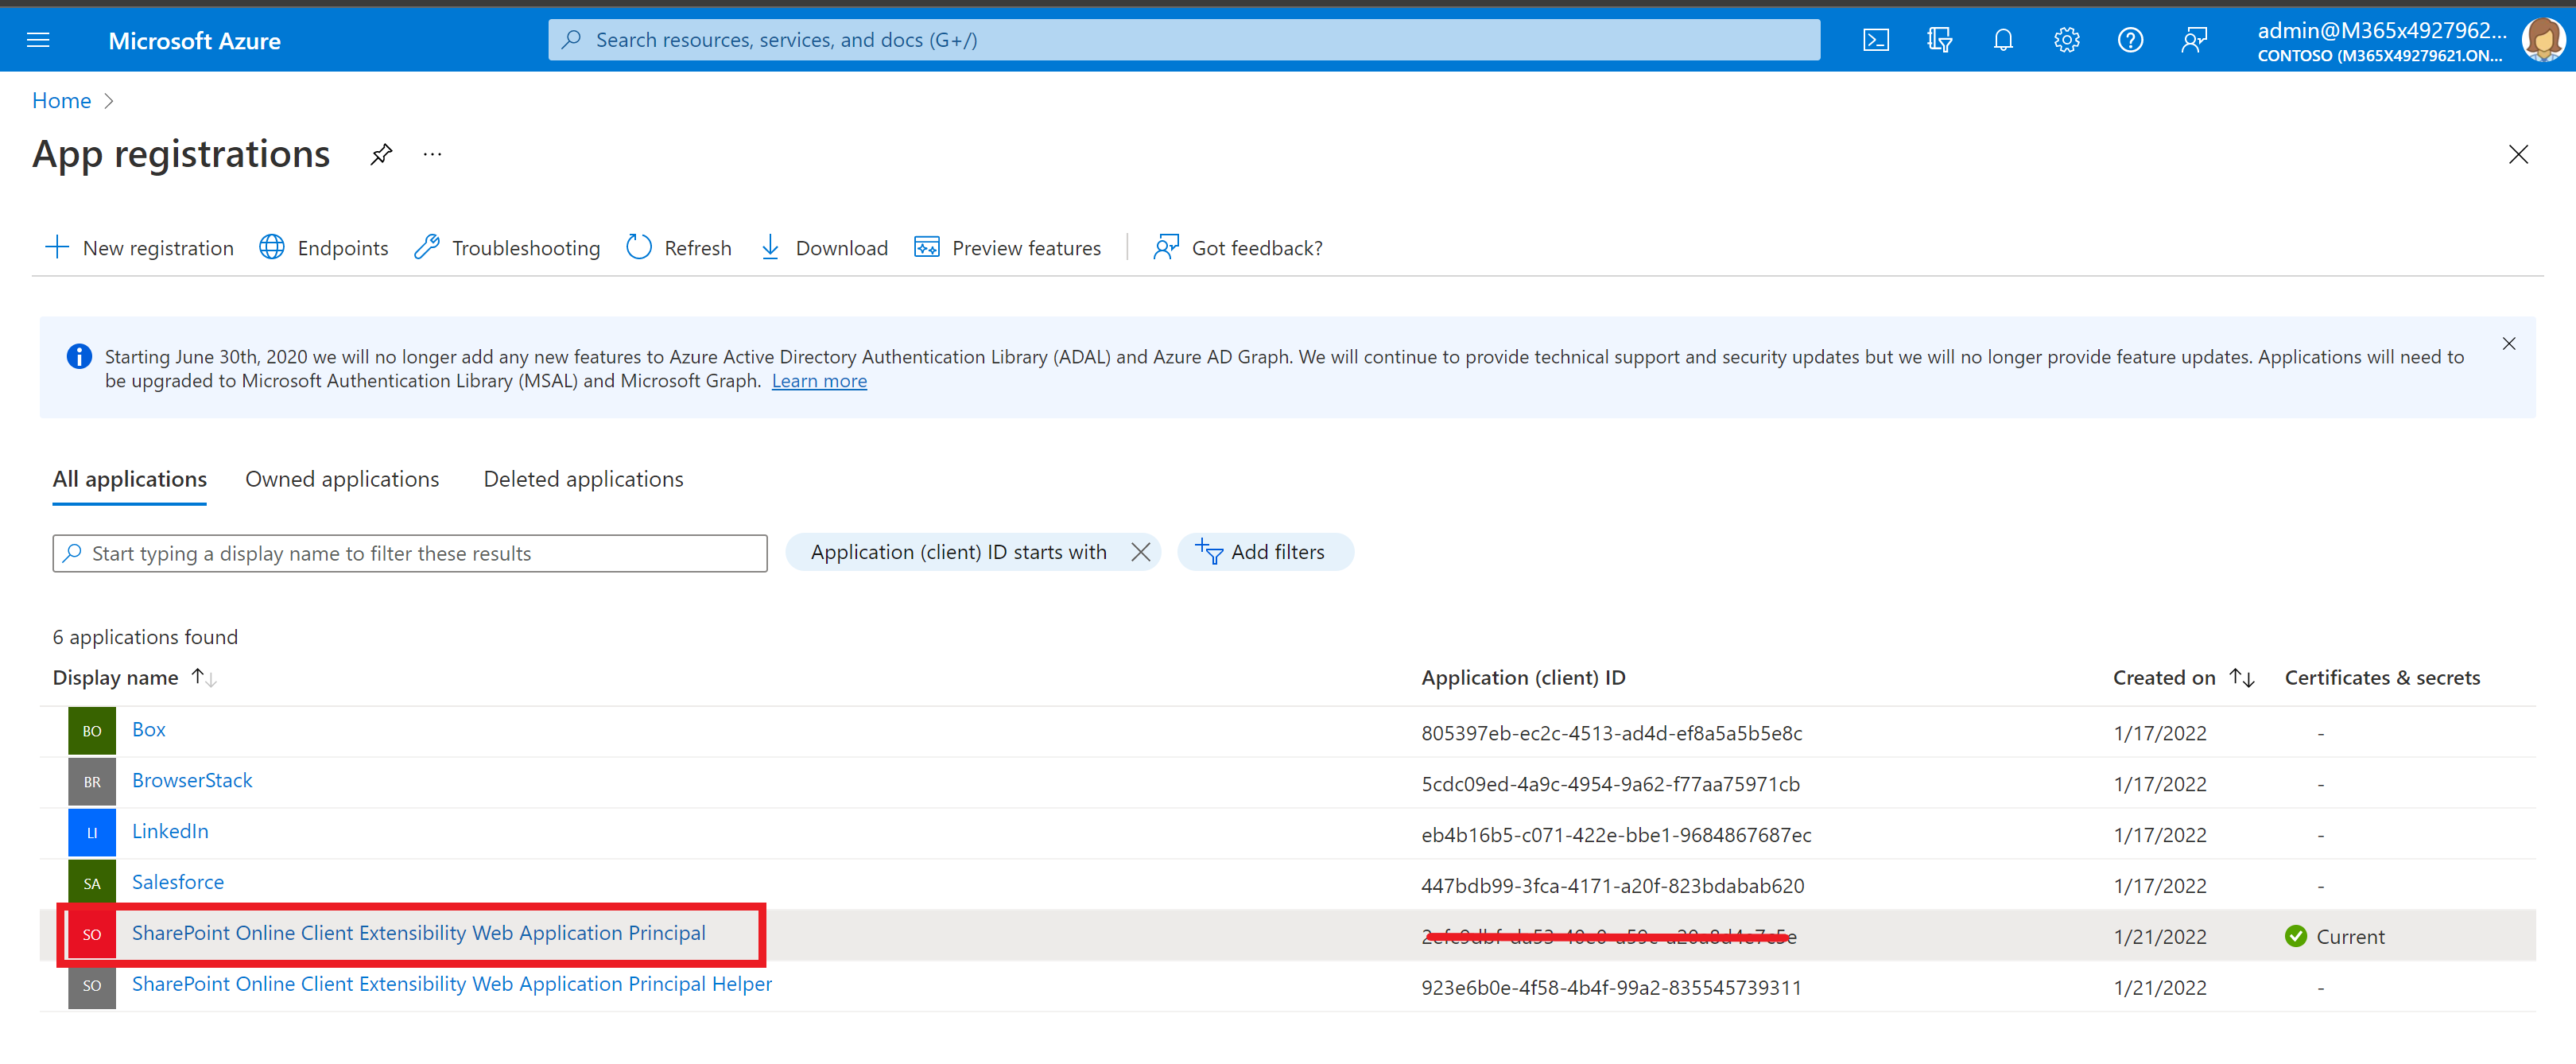 Microsoft Azure
Search resources, services, and docs (G+/)
admin@M365x4927962...
CONTOSO (M365X49279621.ON...
Home
App registrations
New registration
Endpoints
Troubleshooting
Refresh
Download
Preview features
Got feedback?
Starting June 30th, 2020 we will no longer add any new features to Azure Active Directory Authentication Library (ADAL) and Azure AD Graph. We will continue to provide technical support and security updates but we will no longer provide feature updates. Applications will need to
be upgraded to Microsoft Authentication Library (MSAL) and Microsoft Graph. Learn more
All applications
Owned applications
Deleted applications
Start typing a display name to filter these results
Application (client) ID starts with
Add filters
6 applications found
Display name
Application (client) ID
Created on
Certificates & secrets
BO Box 805397eb-ec2c-4513-ad4d-ef8a5a5b5e8c 1/17/2022 -
BR BrowserStack 5cdc09ed-4a9c-4954-9a62-f77aa75971cb 1/17/2022 -
LI LinkedIn eb4b16b5-c071-422e-bbe1-9684867687ec 1/17/2022 -
SA Salesforce 447bdb99-3fca-4171-a20f-823bdabab620 1/17/2022 -
SO SharePoint Online Client Extensibility Web Application Principal 1/21/2022 Current
SO SharePoint Online Client Extensibility Web Application Principal Helper 923e6b0e-4f58-4b4f-99a2-835545739311 1/21/2022 -